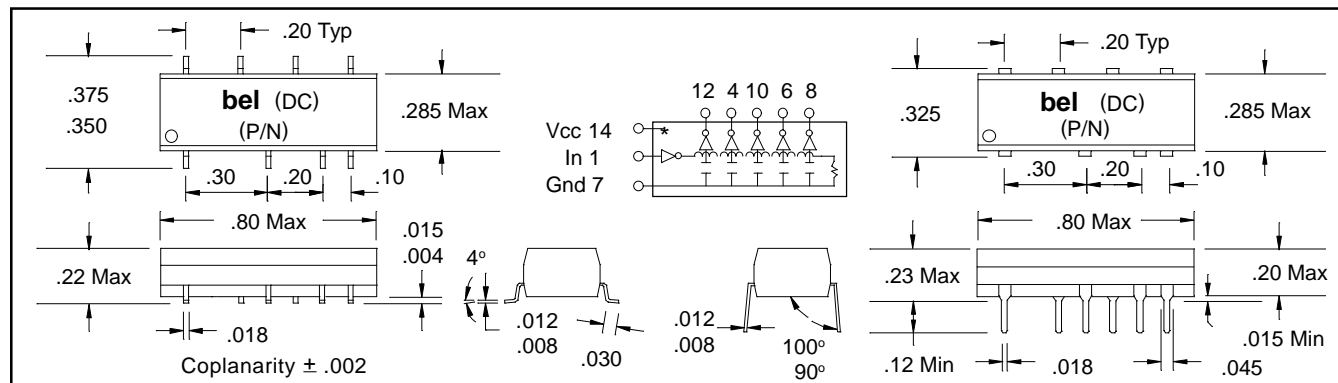 .20 Typ
.375
.350
bel (DC)
(P/N)
.285 Max
.30
.20
.10
.80 Max
.22 Max
.015
.004
.018
Coplanarity ± .002
12 4 10 6 8
Vcc 14
*
In 1
Gnd 7
4o
.012
.008
.030
.012
.008
100o
90o
.20 Typ
.325
bel (DC)
(P/N)
.285 Max
.30
.20
.10
.80 Max
.23 Max
.20 Max
.12 Min
.018
.015 Min
.045